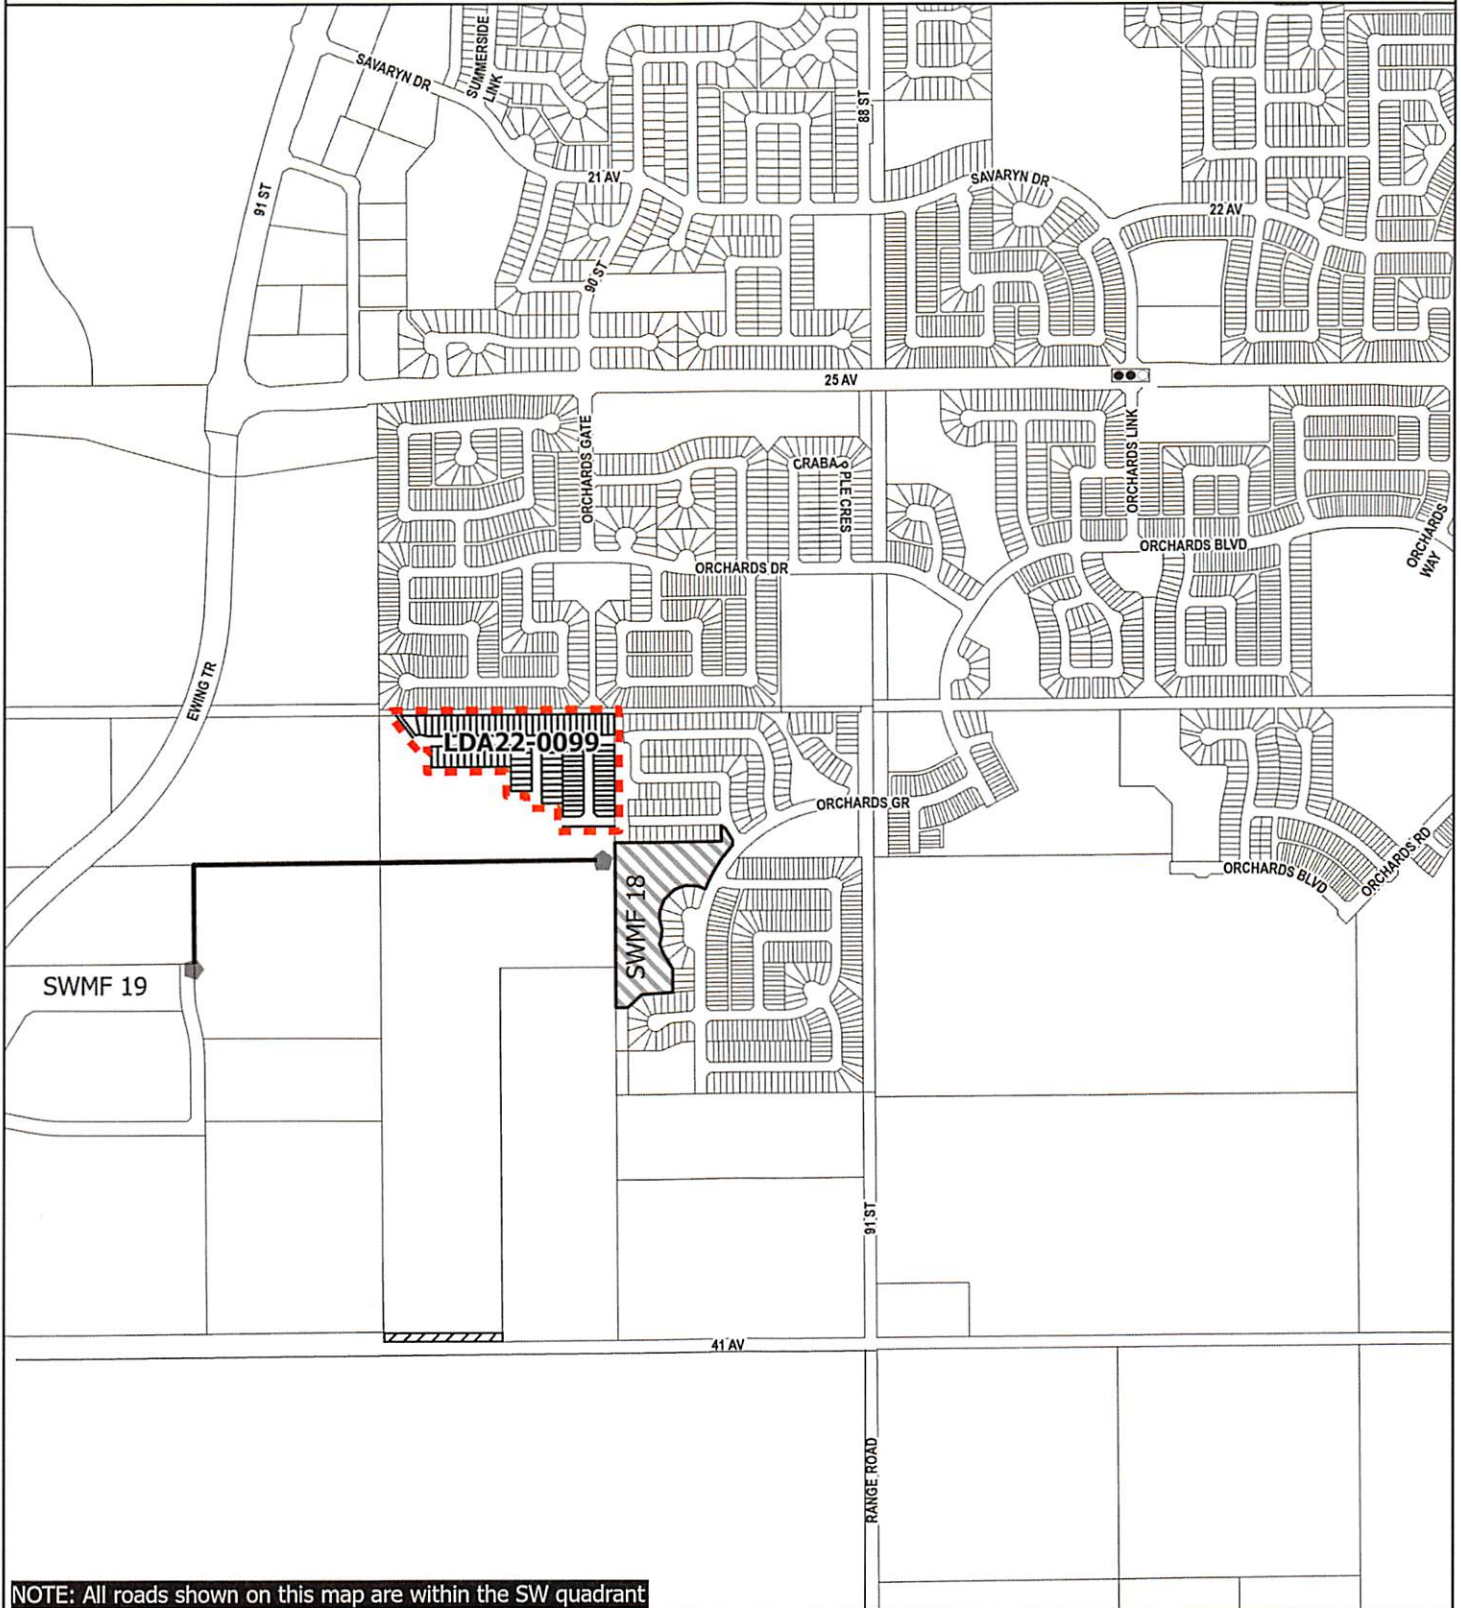 SAVARYN DR
SUMMERSIDE
LINK
88 ST
21 AV
SAVARYN DR
91 ST
22 AV
90 ST
25 AV
ORCHARDS GATE
ORCHARDS LINK
CRABAPPLE CRES
ORCHARDS BLVD
ORCHARDS
WAY
ORCHARDS DR
EWING TR
LDA22-0099
ORCHARDS GR
ORCHARDS BLVD
ORCHARDS RD
SWMF 18
SWMF 19
91 ST
41 AV
RANGE ROAD
NOTE: All roads shown on this map are within the SW quadrant